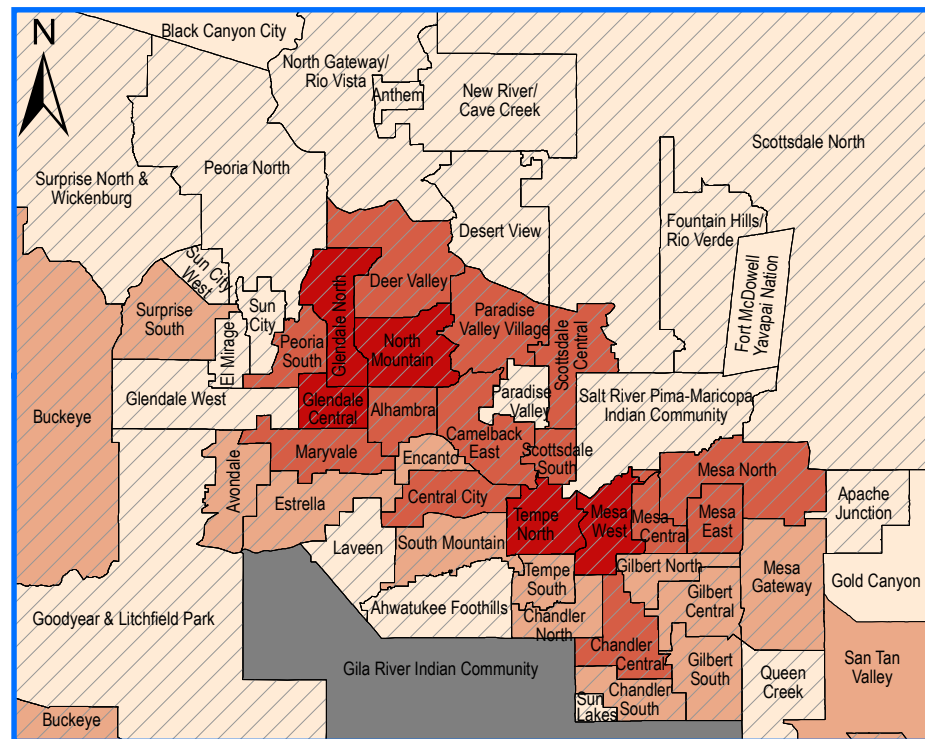 N
Black Canyon City
North Gateway/
Rio Vista
Anthem
New River/
Cave Creek
Scottsdale North
Peoria North
Surprise North &
Wickenburg
Fountain Hills/
Rio Verde
Desert View
Fort McDowell
Yavapai Nation
Sun City
West
Sun
City
Deer Valley
Surprise
South
El Mirage
Peoria
South
Glendale North
North
Mountain
Paradise
Valley Village
Scottsdale
Central
Glendale West
Glendale
Central
Alhambra
Paradise
Valley
Salt River Pima-Maricopa
Indian Community
Buckeye
Avondale
Maryvale
Encanto
Camelback
East
Scottsdale
South
Mesa North
Estrella
Central City
Tempe
North
Mesa
West
Mesa
Central
Mesa
East
Apache
Junction
Laveen
South Mountain
Tempe
South
Gilbert North
Mesa
Gateway
Gold Canyon
Goodyear & Litchfield Park
Ahwatukee Foothills
Chandler
North
Gilbert
Central
Gila River Indian Community
Chandler
Central
Gilbert
South
Queen
Creek
San Tan
Valley
Buckeye
Sun
Lakes
Chandler
South